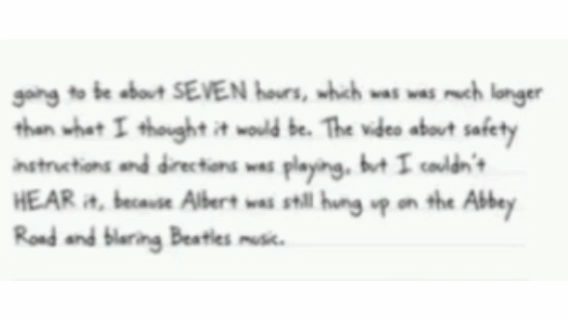 going to be about SEVEN hours, which was was much longer
than what I thought it would be. The video about safety
instructions and directions was playing, but I couldn't
HEAR it, because Albert was still hung up on the Abbey
Road and blaring Beatles music.